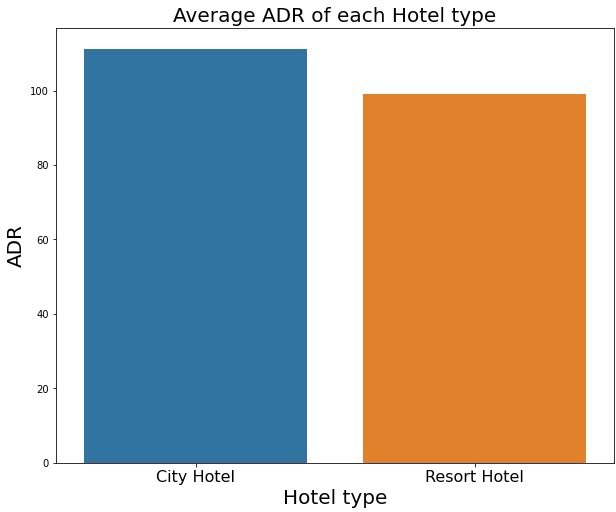 Average ADR of each Hotel type
ADR
100
80
60
40
20
0
City Hotel
Resort Hotel
Hotel type